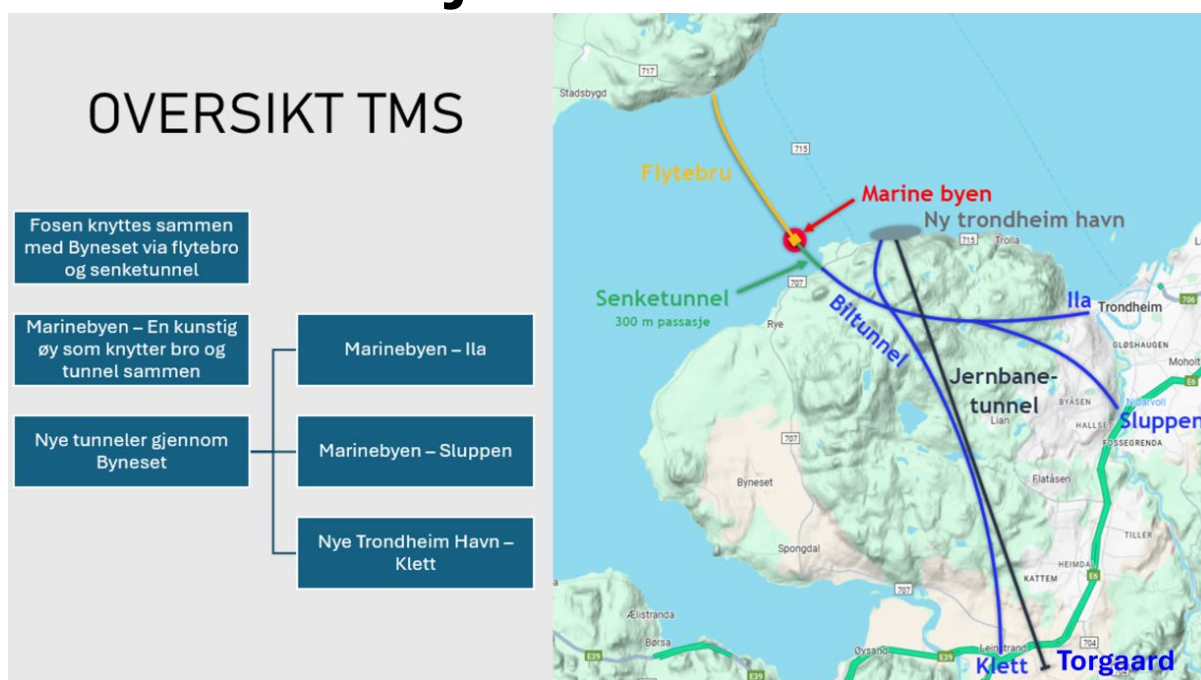 OVERSIKT TMS
Fosen knyttes sammen
med Byneset via flytebro
og senketunnel
Marinebyen – En kunstig
øy som knytter bro og
tunnel sammen
Nye tunneler gjennom
Byneset
Marinebyen – Ila
Marinebyen – Sluppen
Nye Trondheim Havn –
Klett
717
Stadsbygd
715
Flytebru
Marine byen
Ny trondheim havn
715
Trolla
Senketunnel
300 m passasje
707
Rye
Biltunnel
Ila
Trondheim
706
GLØSHAUGEN
Moholt
E6
Jernbane-
tunnel
Lian
BYÅSEN
Nidarvoll
HALLSE
Sluppen
FOSSEGRENDA
707
Byneset
Flatåsen
TILLER
Spongdal
HEIMDAL
KATTEM
E6
707
Ælistranda
Børsa
E39
E39
Øysand
E39
Leinstrand
704
Klett
Torgaard